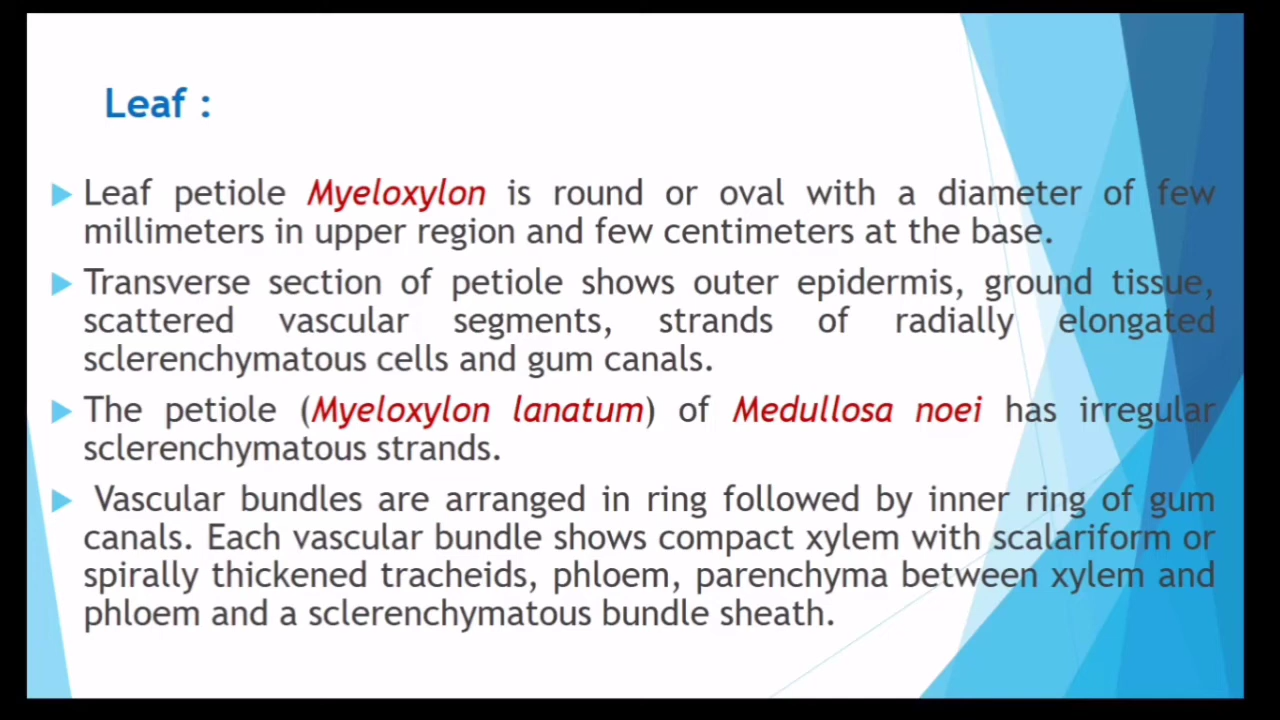 Leaf :
Leaf petiole Myeloxylon is round or oval with a diameter of few
millimeters in upper region and few centimeters at the base.
Transverse section of petiole shows outer epidermis, ground tissue,
scattered vascular segments, strands of radially elongated
sclerenchymatous cells and gum canals.
The petiole (Myeloxylon lanatum) of Medullosa noei has irregular
sclerenchymatous strands.
Vascular bundles are arranged in ring followed by inner ring of gum
canals. Each vascular bundle shows compact xylem with scalariform or
spirally thickened tracheids, phloem, parenchyma between xylem and
phloem and a sclerenchymatous bundle sheath.